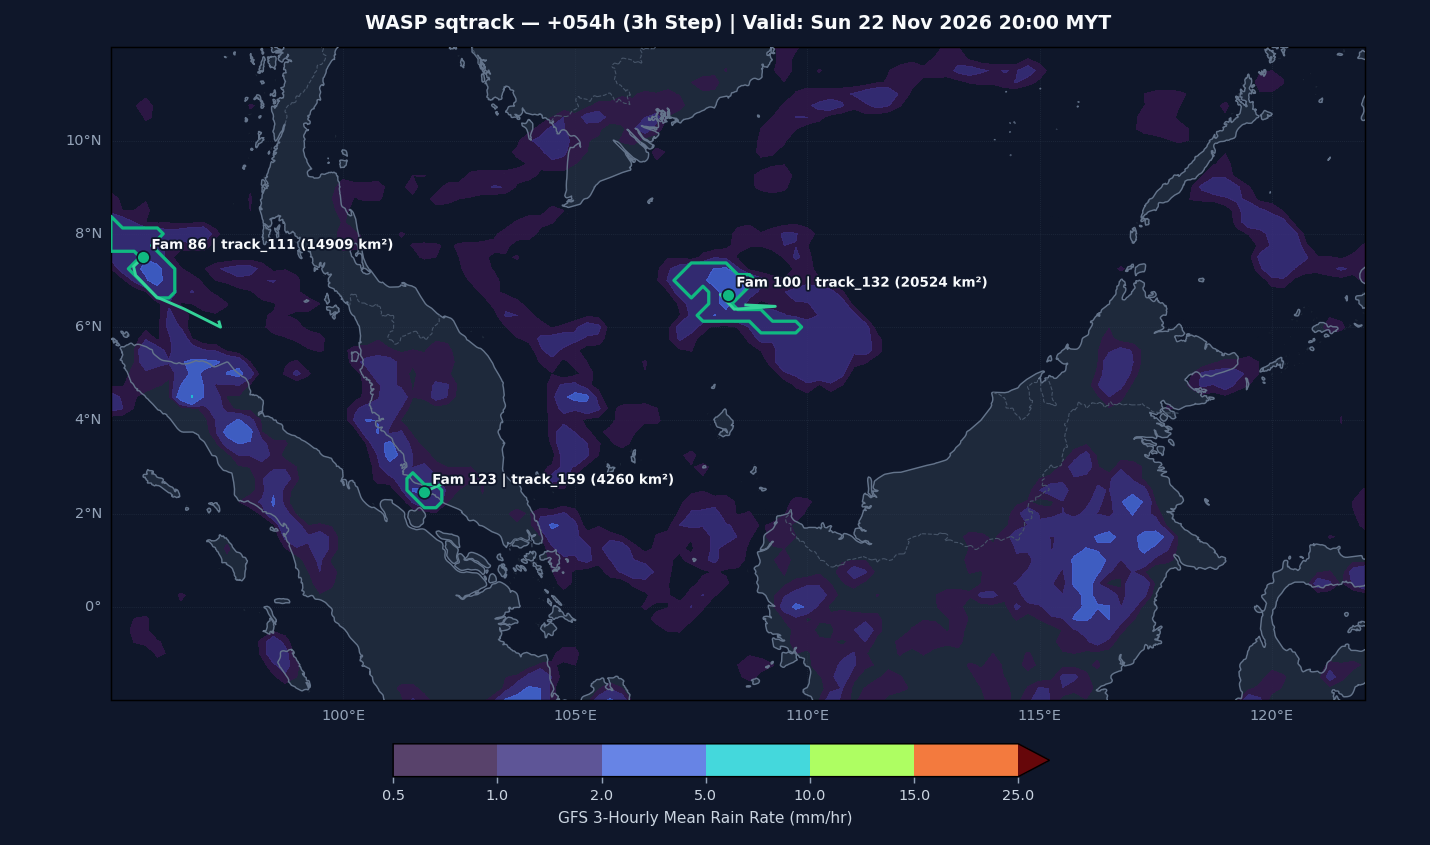 WASP sqtrack — +054h (3h Step) | Valid: Sun 22 Nov 2026 20:00 MYT
10°N
8°N
6°N
4°N
2°N
0°
Fam 86 | track_111 (14909 km²)
Fam 100 | track_132 (20524 km²)
Fam 123 | track_159 (4260 km²)
100°E 105°E 110°E 115°E 120°E
0.5 1.0 2.0 5.0 10.0 15.0 25.0
GFS 3-Hourly Mean Rain Rate (mm/hr)